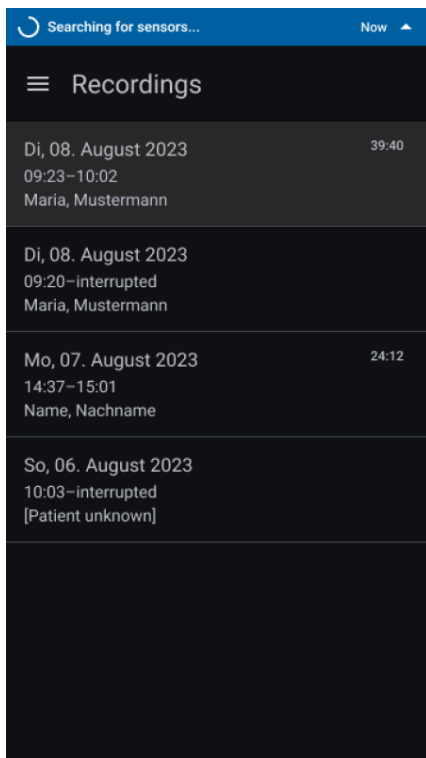 Searching for sensors... Now
Recordings
Di, 08. August 2023 39:40
09:23–10:02
Maria, Mustermann
Di, 08. August 2023
09:20–interrupted
Maria, Mustermann
Mo, 07. August 2023 24:12
14:37–15:01
Name, Nachname
So, 06. August 2023
10:03–interrupted
[Patient unknown]